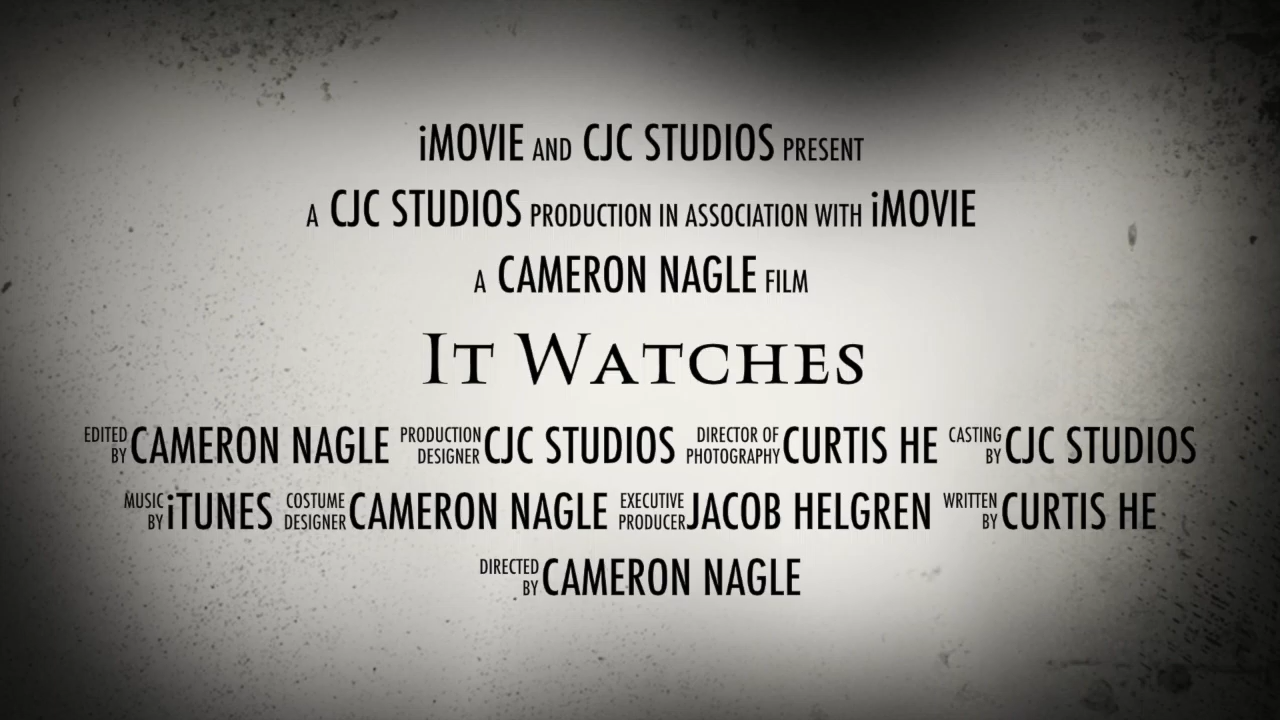 iMOVIE AND CJC STUDIOS PRESENT
A CJC STUDIOS PRODUCTION IN ASSOCIATION WITH iMOVIE
A CAMERON NAGLE FILM
IT WATCHES
EDITED BY CAMERON NAGLE PRODUCTION DESIGNER CJC STUDIOS DIRECTOR OF PHOTOGRAPHY CURTIS HE CASTING BY CJC STUDIOS
MUSIC BY iTUNES COSTUME DESIGNER CAMERON NAGLE EXECUTIVE PRODUCER JACOB HELGREN WRITTEN BY CURTIS HE
DIRECTED BY CAMERON NAGLE